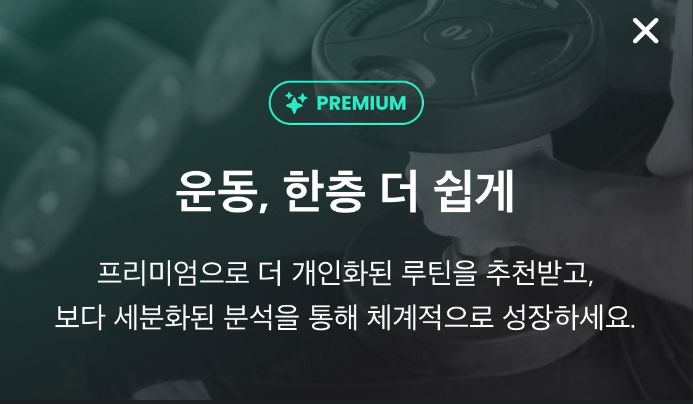 10
PREMIUM
운동, 한층 더 쉽게
프리미엄으로 더 개인화된 루틴을 추천받고,
보다 세분화된 분석을 통해 체계적으로 성장하세요.